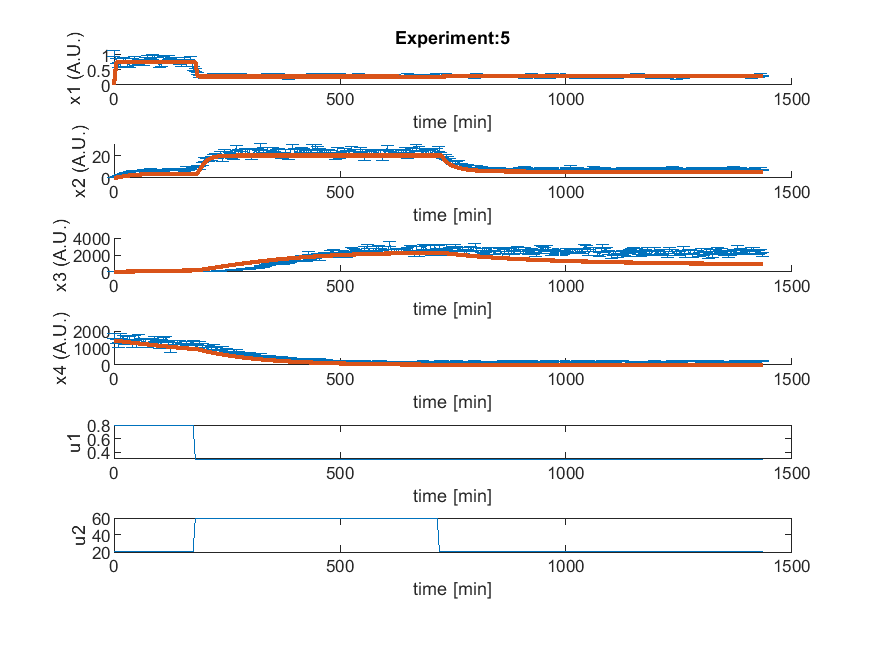 Experiment:5
x1 (A.U.)
1
0.5
0
0 500 1000 1500
time [min]
x2 (A.U.)
20
0
0 500 1000 1500
time [min]
x3 (A.U.)
4000
2000
0
0 500 1000 1500
time [min]
x4 (A.U.)
2000
1000
0
0 500 1000 1500
time [min]
u1
0.8
0.6
0.4
0 500 1000 1500
time [min]
u2
60
40
20
0 500 1000 1500
time [min]